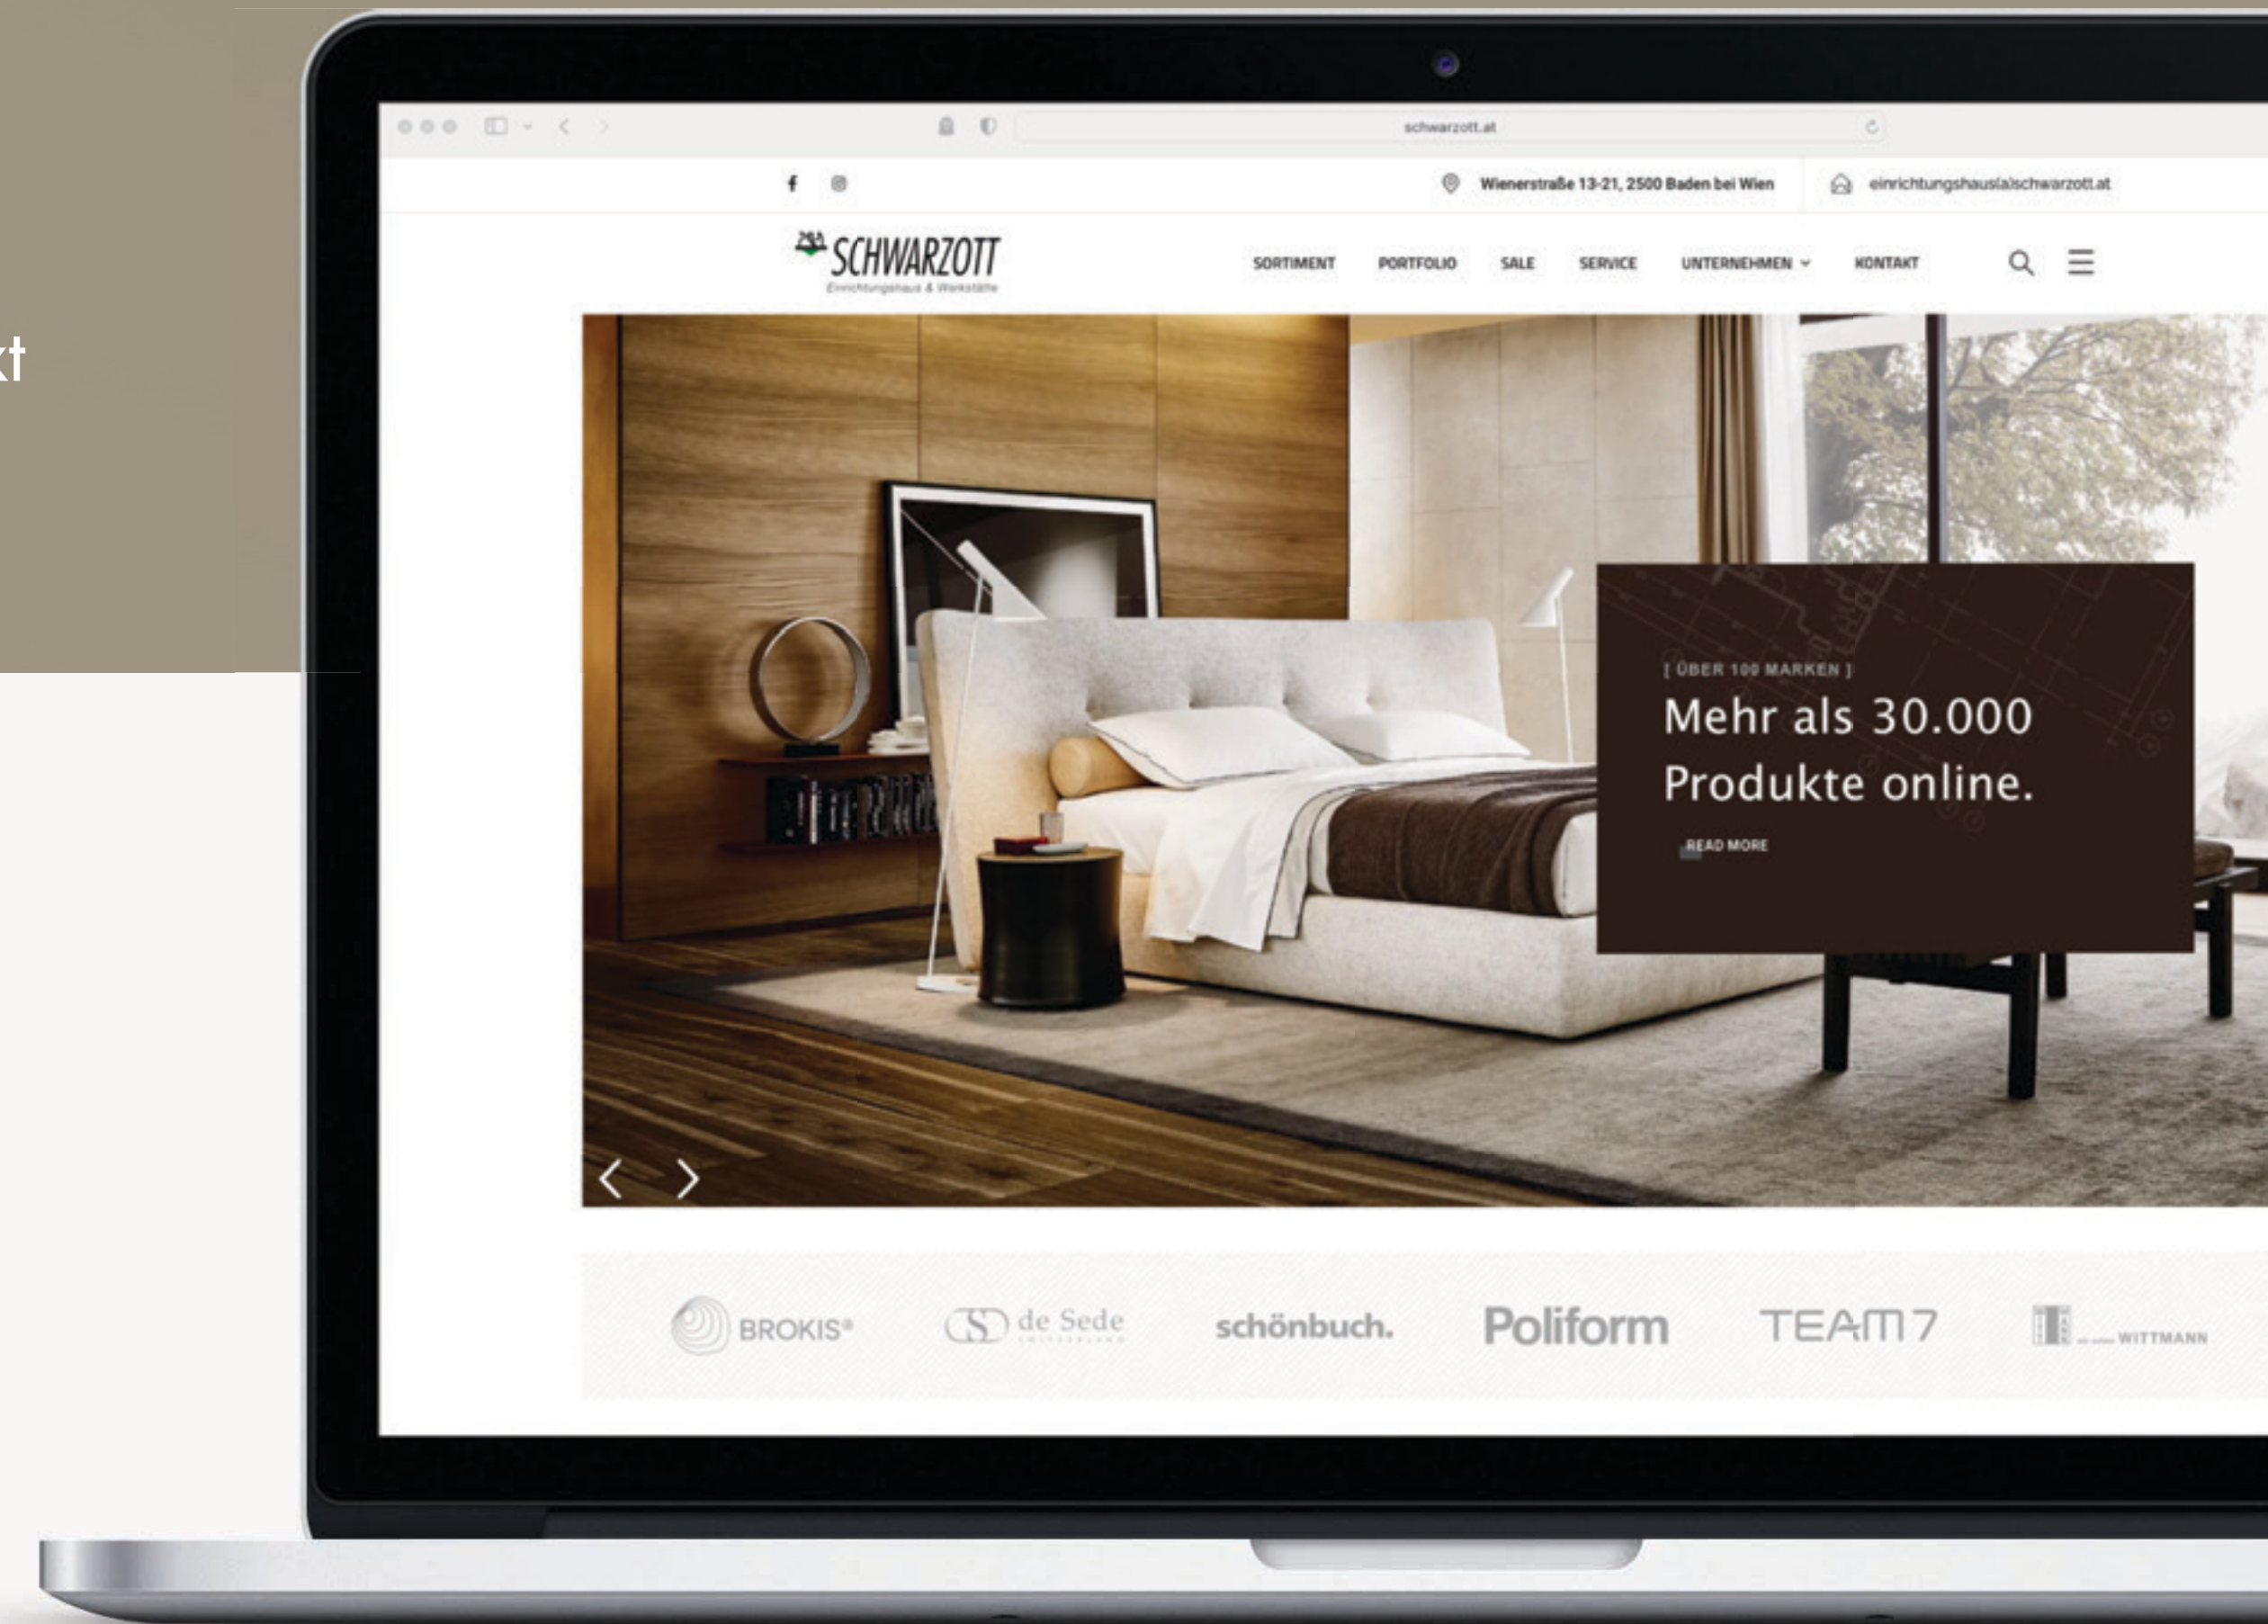 kt
schwarzott.at
Wienerstraße 13-21, 2500 Baden bei Wien
einrichtungshaus(a)schwarzott.at
SCHWARZOTT
Einrichtungshaus & Werkstätte
SORTIMENT PORTFOLIO SALE SERVICE UNTERNEHMEN KONTAKT
[ ÜBER 100 MARKEN ]
Mehr als 30.000
Produkte online.
READ MORE
BROKIS®
de Sede
SWITZERLAND
schönbuch.
Poliform
TEAM 7
WITTMANN